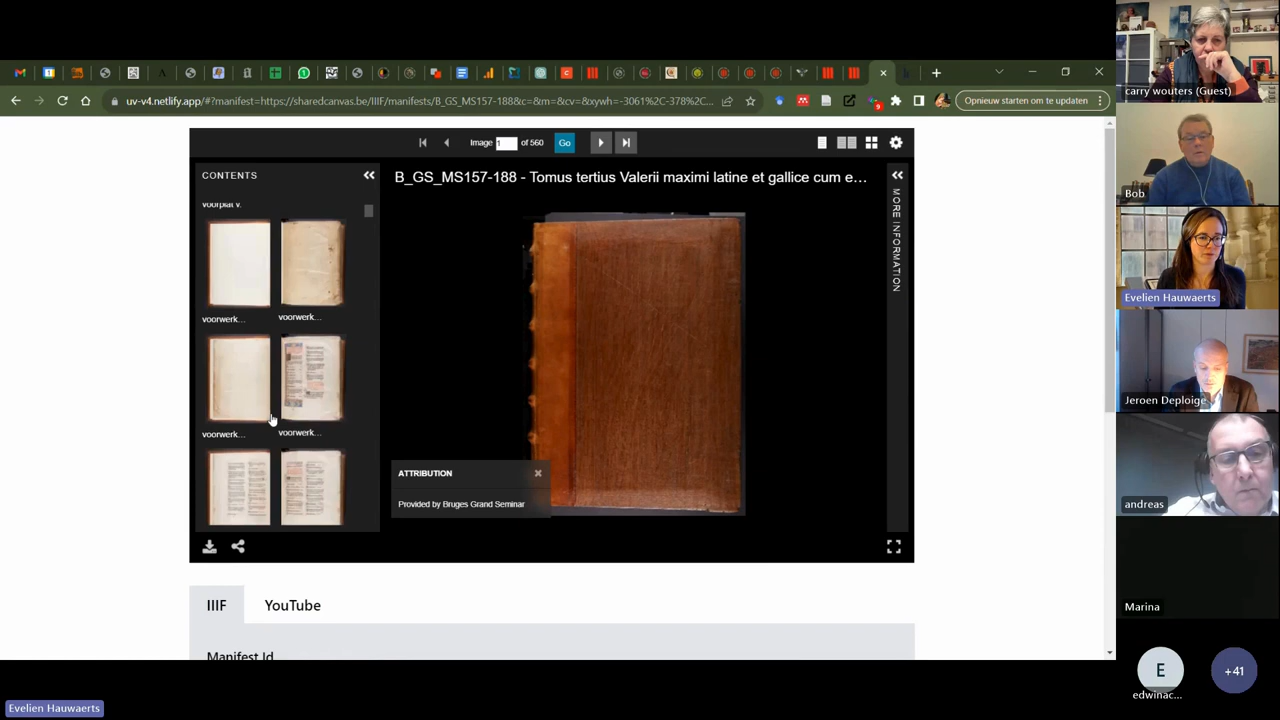 uv-v4.netlify.app/#?manifest=https://sharedcanvas.be/IIIF/manifests/B_GS_MS157-188&c=&m=&cv=&xywh=-3061%2C-378%2C...
9
Opnieuw starten om te updaten
Image 1 of 560 Go
CONTENTS
voorplat v.
voorwerk...
voorwerk...
voorwerk...
voorwerk...
B_GS_MS157-188 - Tomus tertius Valerii maximi latine et gallice cum e...
MORE INFORMATION
ATTRIBUTION
Provided by Bruges Grand Seminar
IIIF
YouTube
Manifest Id
carry wouters (Guest)
Bob
Evelien Hauwaerts
Jeroen Deploige
andreas
Marina
E
edwinac...
+41
Evelien Hauwaerts